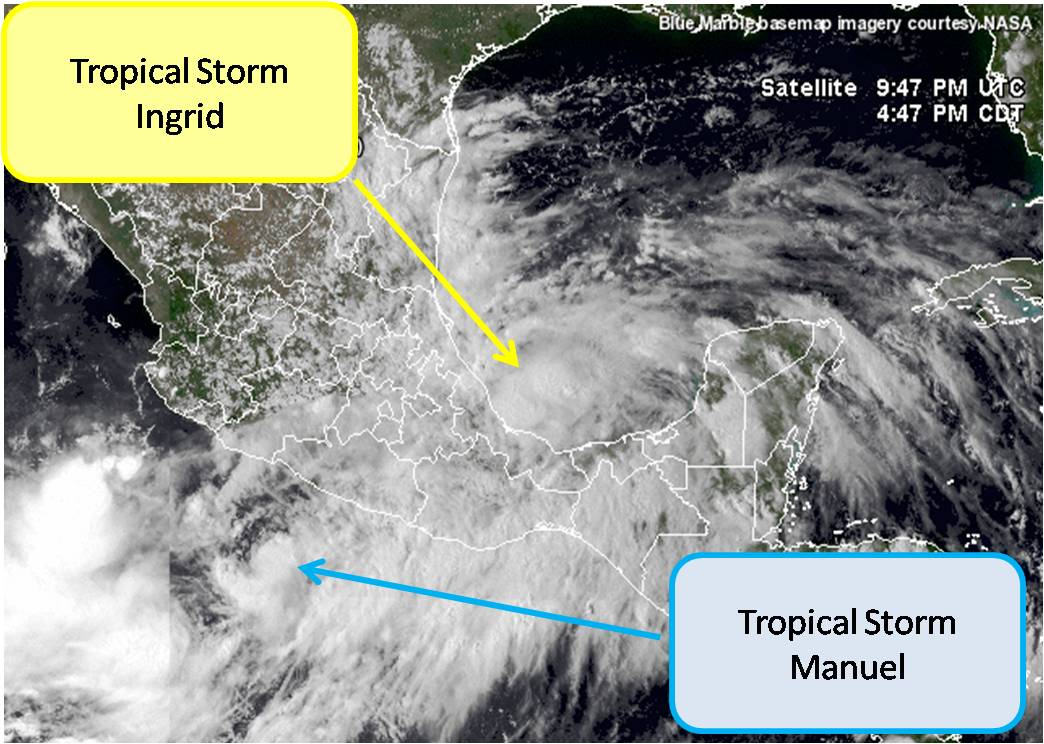 Blue Marble basemap imagery courtesy NASA
Tropical Storm
Ingrid
Satellite 9:47 PM UTC
4:47 PM CDT
Tropical Storm
Manuel